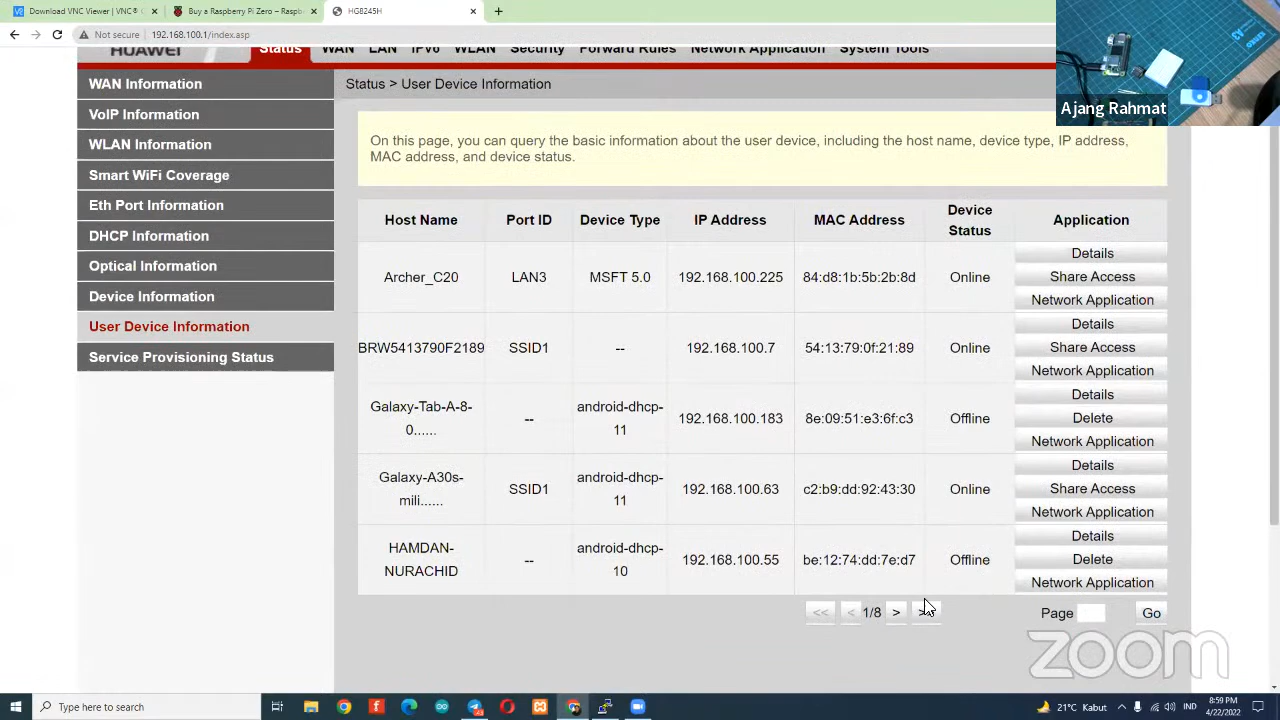 Download VNC Viewer | VNC® C
Buy a Raspberry Pi Zero – Raspb
HG8245H
Not secure | 192.168.100.1/index.asp
HUAWEI
Status WAN LAN IPv6 WLAN Security Forward Rules Network Application System Tools
WAN Information
VoIP Information
WLAN Information
Smart WiFi Coverage
Eth Port Information
DHCP Information
Optical Information
Device Information
User Device Information
Service Provisioning Status
Status > User Device Information
On this page, you can query the basic information about the user device, including the host name, device type, IP address,
MAC address, and device status.
Host Name Port ID Device Type IP Address MAC Address Device Status Application
Archer_C20 LAN3 MSFT 5.0 192.168.100.225 84:d8:1b:5b:2b:8d Online
Details
Share Access
Network Application
BRW5413790F2189 SSID1 -- 192.168.100.7 54:13:79:0f:21:89 Online
Details
Share Access
Network Application
Galaxy-Tab-A-8-
0...... -- android-dhcp-
11 192.168.100.183 8e:09:51:e3:6f:c3 Offline
Details
Delete
Network Application
Galaxy-A30s-
mili...... SSID1 android-dhcp-
11 192.168.100.63 c2:b9:dd:92:43:30 Online
Details
Share Access
Network Application
HAMDAN-
NURACHID -- android-dhcp-
10 192.168.100.55 be:12:74:dd:7e:d7 Offline
Details
Delete
Network Application
<< < 1/8 > >> Page Go
Ajang Rahmat
zoom
Type here to search
21°C Kabut
IND
8:59 PM
4/22/2022